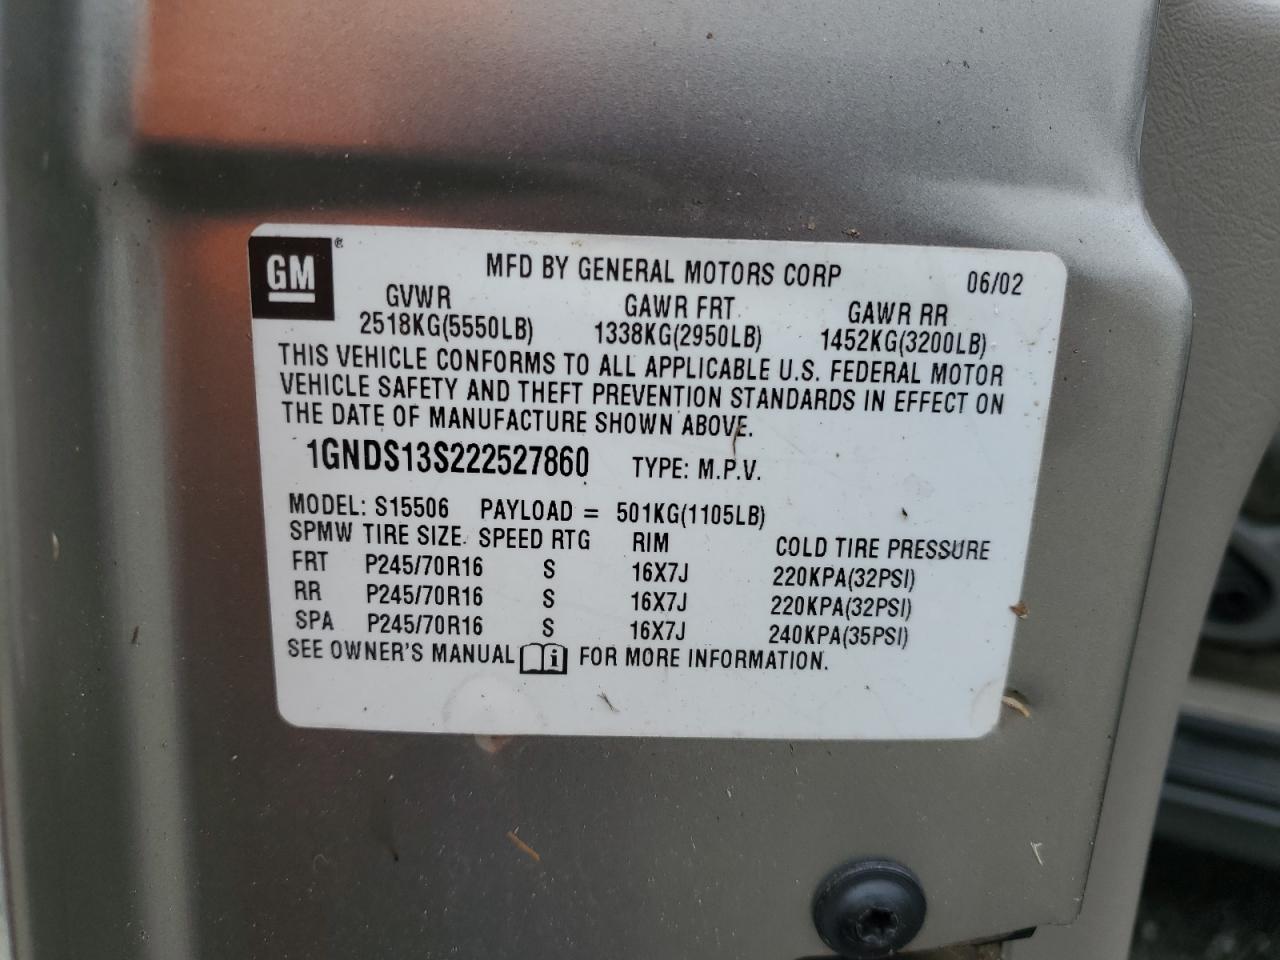 GM ® MFD BY GENERAL MOTORS CORP 06/02
GVWR GAWR FRT GAWR RR
2518KG(5550LB) 1338KG(2950LB) 1452KG(3200LB)
THIS VEHICLE CONFORMS TO ALL APPLICABLE U.S. FEDERAL MOTOR
VEHICLE SAFETY AND THEFT PREVENTION STANDARDS IN EFFECT ON
THE DATE OF MANUFACTURE SHOWN ABOVE.
1GNDS13S222527860 TYPE: M.P.V.
MODEL: S15506 PAYLOAD = 501KG(1105LB)
SPMW TIRE SIZE SPEED RTG RIM COLD TIRE PRESSURE
FRT P245/70R16 S 16X7J 220KPA(32PSI)
RR P245/70R16 S 16X7J 220KPA(32PSI)
SPA P245/70R16 S 16X7J 240KPA(35PSI)
SEE OWNER'S MANUAL i FOR MORE INFORMATION.